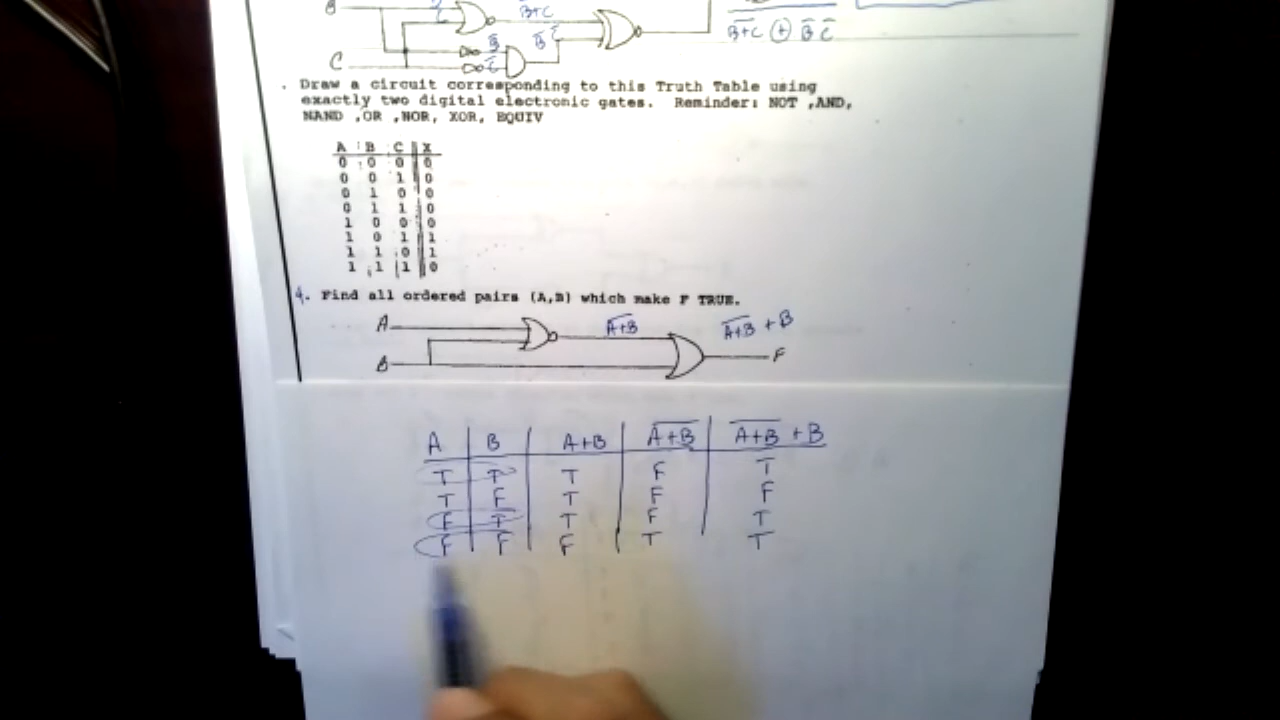 B B C B+C
B̅+̅C̅ ⊕ B̅ C̅
B̅ B̅ C̅
C C̅
. Draw a circuit corresponding to this Truth Table using
exactly two digital electronic gates. Reminder: NOT ,AND,
NAND ,OR ,NOR, XOR, EQUIV
A B C X
0 0 0 0
0 0 1 0
0 1 0 0
0 1 1 0
1 0 0 0
1 0 1 1
1 1 0 1
1 1 1 0
4. Find all ordered pairs (A,B) which make F TRUE.
A A̅+̅B̅ A̅+̅B̅ + B
B F
A B A+B A̅+̅B̅ A̅+̅B̅ + B
T T T F T
T F T F F
F T T F T
F F F T T